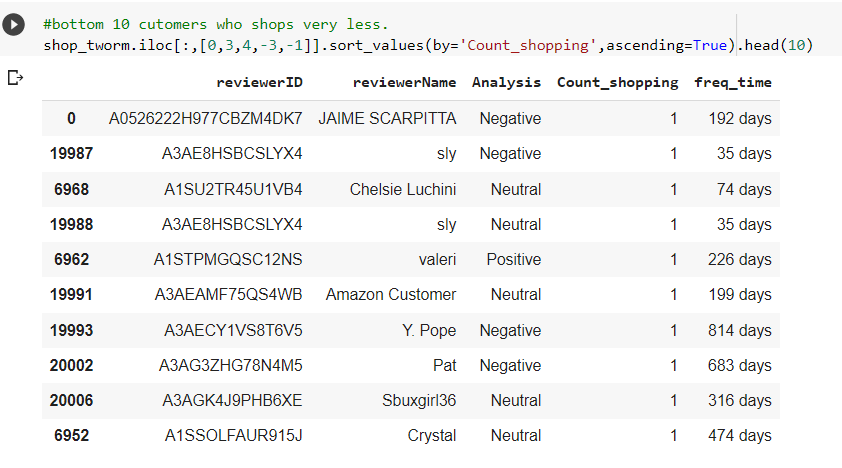 #bottom 10 cutomers who shops very less.
shop_tworm.iloc[:,[0,3,4,-3,-1]].sort_values(by='Count_shopping',ascending=True).head(10)
reviewerID reviewerName Analysis Count_shopping freq_time
0 A0526222H977CBZM4DK7 JAIME SCARPITTA Negative 1 192 days
19987 A3AE8HSBCSLYX4 sly Negative 1 35 days
6968 A1SU2TR45U1VB4 Chelsie Luchini Neutral 1 74 days
19988 A3AE8HSBCSLYX4 sly Neutral 1 35 days
6962 A1STPMGQSC12NS valeri Positive 1 226 days
19991 A3AEAMF75QS4WB Amazon Customer Neutral 1 199 days
19993 A3AECY1VS8T6V5 Y. Pope Negative 1 814 days
20002 A3AG3ZHG78N4M5 Pat Negative 1 683 days
20006 A3AGK4J9PHB6XE Sbuxgirl36 Neutral 1 316 days
6952 A1SSOLFAUR915J Crystal Neutral 1 474 days